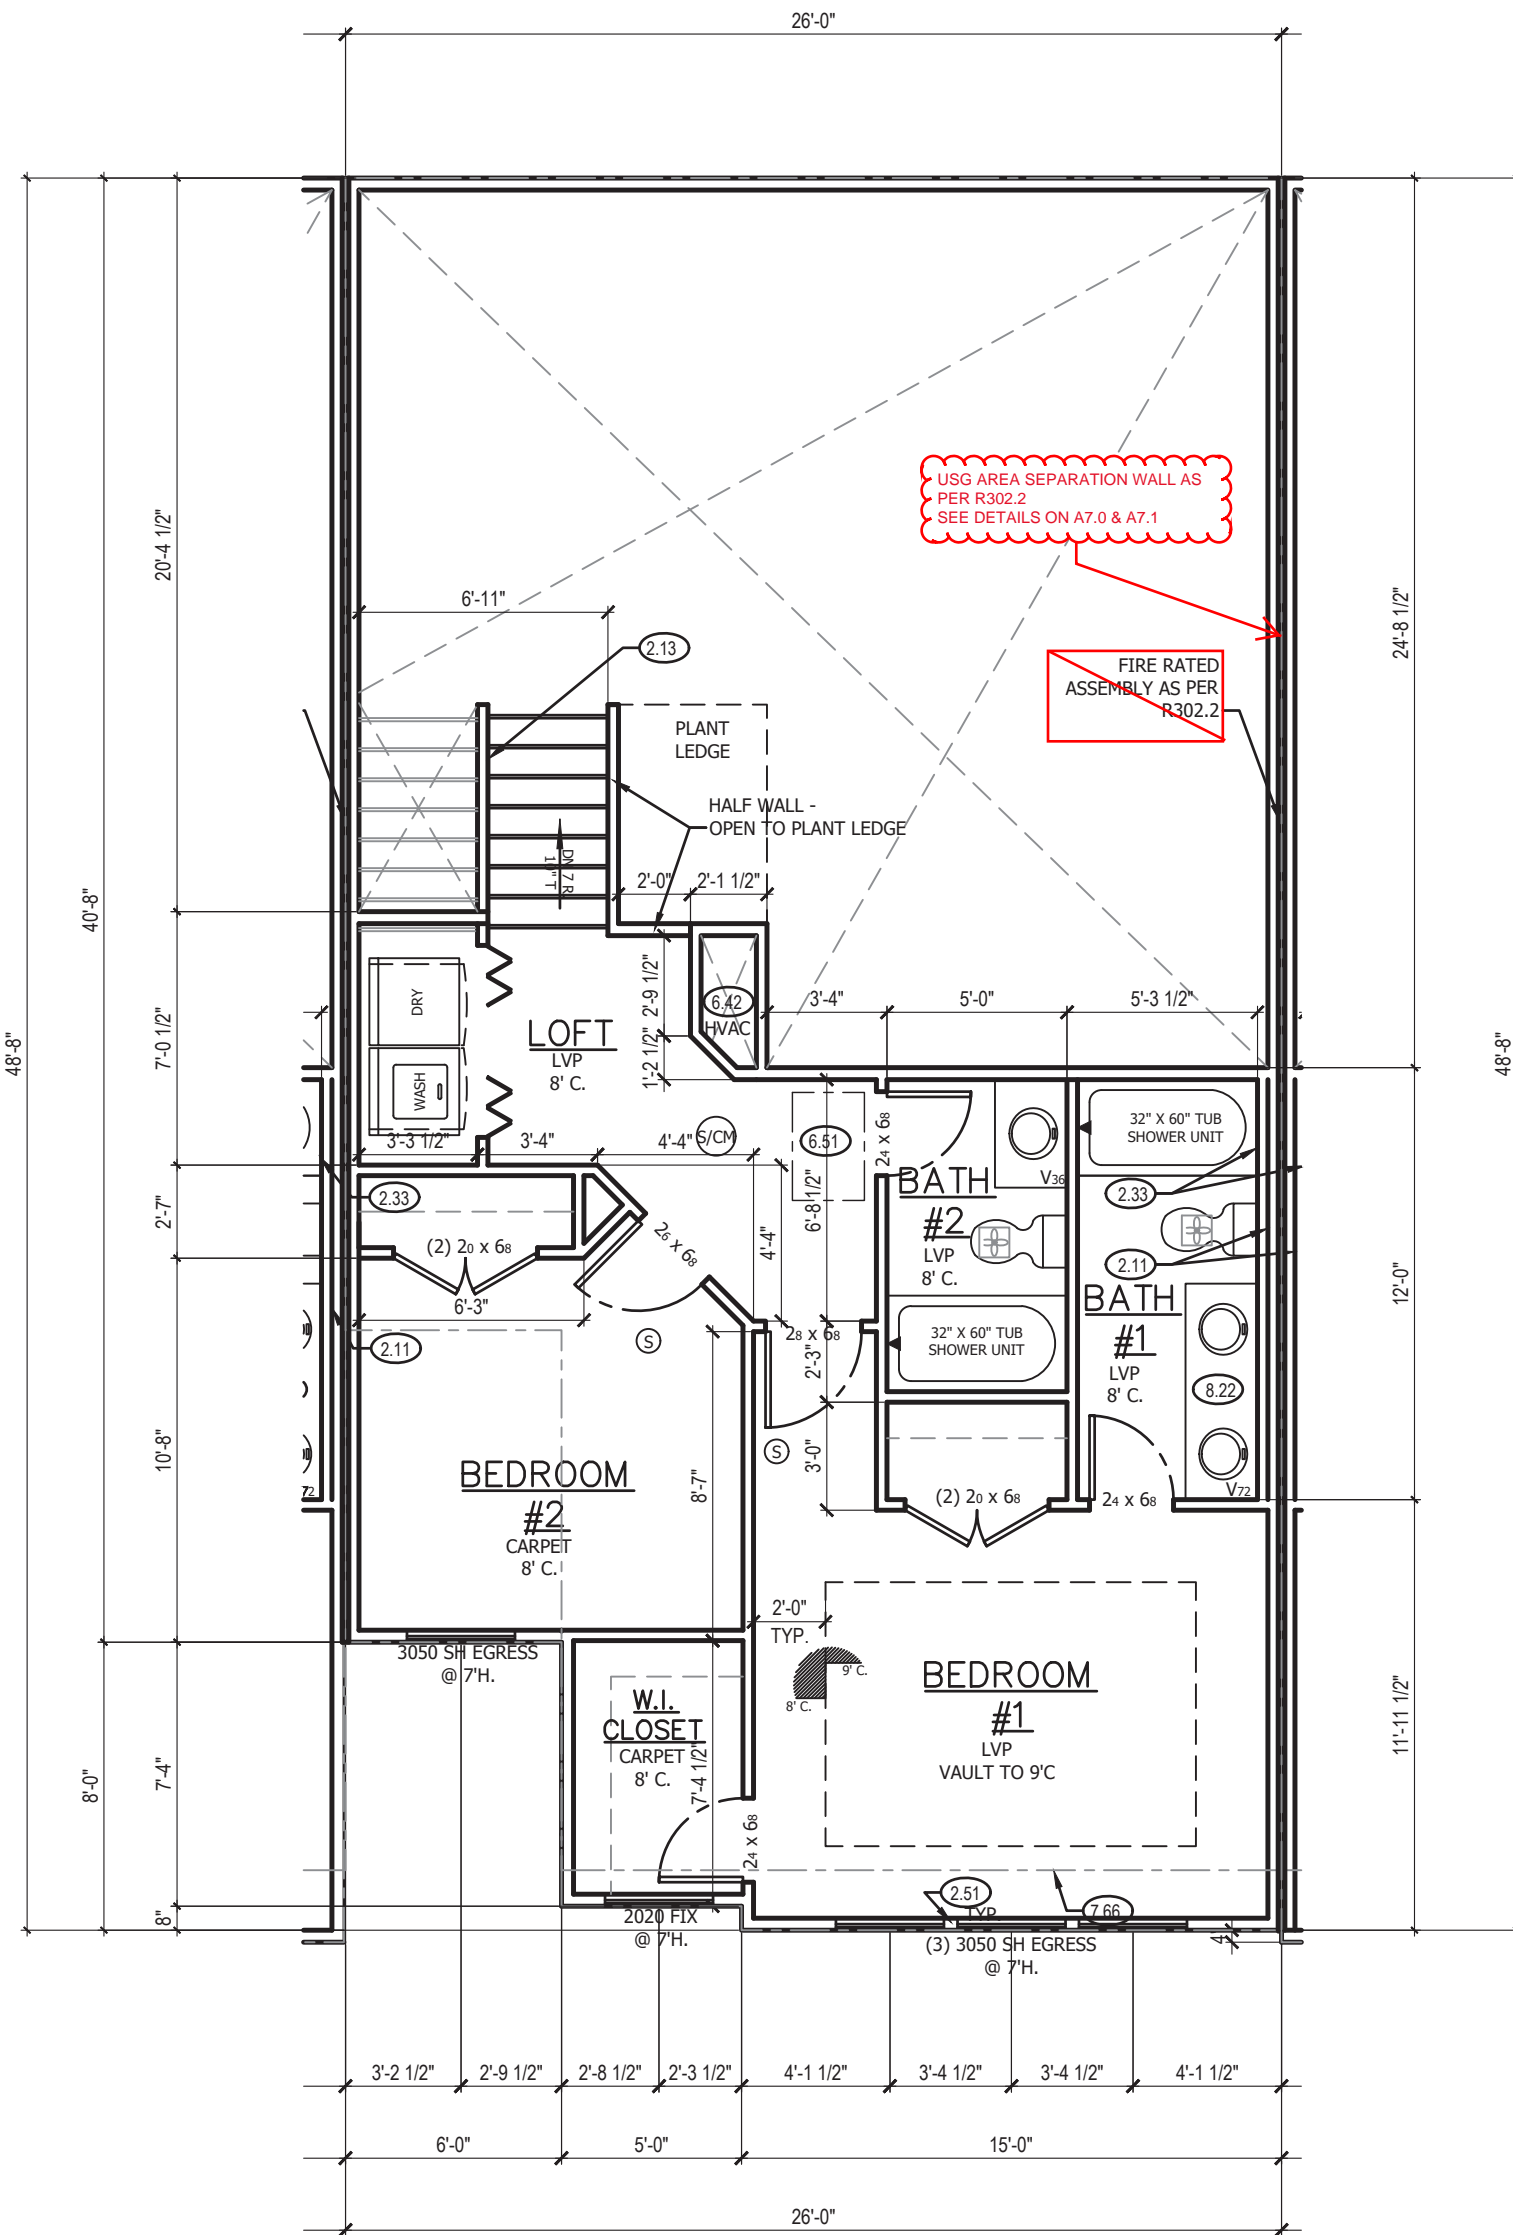 26'-0"
USG AREA SEPARATION WALL AS
PER R302.2
SEE DETAILS ON A7.0 & A7.1
FIRE RATED
ASSEMBLY AS PER
R302.2
48'-8"
40'-8"
8'-0"
20'-4 1/2"
7'-0 1/2"
2'-7"
10'-8"
7'-4"
8"
24'-8 1/2"
12'-0"
11'-11 1/2"
48'-8"
6'-11"
2.13
PLANT
LEDGE
HALF WALL -
OPEN TO PLANT LEDGE
DN 7 R.
10" T
2'-0"
2'-1 1/2"
2'-9 1/2"
1'-2 1/2"
6.42
HVAC
3'-4"
5'-0"
5'-3 1/2"
DRY
WASH
LOFT
LVP
8' C.
3'-3 1/2"
3'-4"
4'-4"
S/CM
6.51
24 x 68
6'-8 1/2"
4'-4"
BATH
#2
LVP
8' C.
V36
32" X 60" TUB
SHOWER UNIT
32" X 60" TUB
SHOWER UNIT
2.33
2.11
BATH
#1
LVP
8' C.
8.22
V72
24 x 68
2.33
(2) 20 x 68
6'-3"
26 x 68
S
2.11
72
28 x 68
2'-3"
3'-0"
S
8'-7"
(2) 20 x 68
BEDROOM
#2
CARPET
8' C.
3050 SH EGRESS
@ 7'H.
2'-0"
TYP.
9' C.
8' C.
BEDROOM
#1
LVP
VAULT TO 9'C
W.I.
CLOSET
CARPET
8' C.
7'-4 1/2"
24 x 68
2020 FIX
@ 7'H.
2.51
TYP.
7.66
(3) 3050 SH EGRESS
@ 7'H.
3'-2 1/2"
2'-9 1/2"
2'-8 1/2"
2'-3 1/2"
4'-1 1/2"
3'-4 1/2"
3'-4 1/2"
4'-1 1/2"
6'-0"
5'-0"
15'-0"
26'-0"